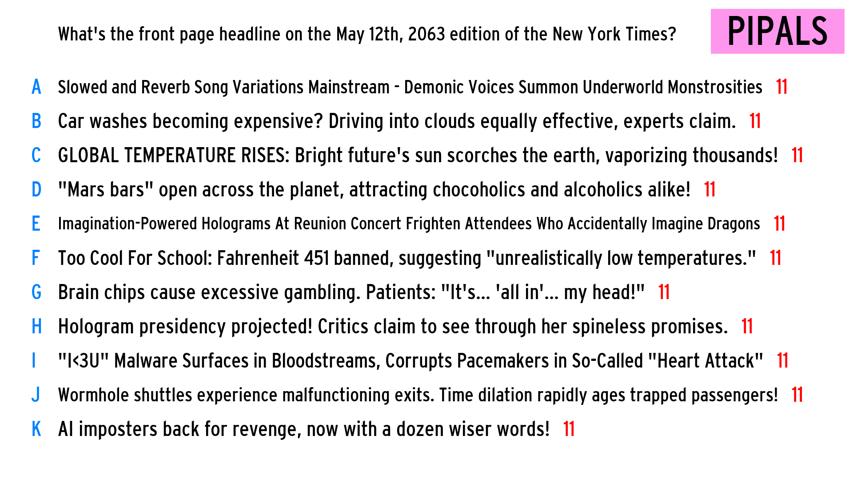 What's the front page headline on the May 12th, 2063 edition of the New York Times?
PIPALS
A Slowed and Reverb Song Variations Mainstream - Demonic Voices Summon Underworld Monstrosities 11
B Car washes becoming expensive? Driving into clouds equally effective, experts claim. 11
C GLOBAL TEMPERATURE RISES: Bright future's sun scorches the earth, vaporizing thousands! 11
D "Mars bars" open across the planet, attracting chocoholics and alcoholics alike! 11
E Imagination-Powered Holograms At Reunion Concert Frighten Attendees Who Accidentally Imagine Dragons 11
F Too Cool For School: Fahrenheit 451 banned, suggesting "unrealistically low temperatures." 11
G Brain chips cause excessive gambling. Patients: "It's... 'all in'... my head!" 11
H Hologram presidency projected! Critics claim to see through her spineless promises. 11
I "I<3U" Malware Surfaces in Bloodstreams, Corrupts Pacemakers in So-Called "Heart Attack" 11
J Wormhole shuttles experience malfunctioning exits. Time dilation rapidly ages trapped passengers! 11
K AI imposters back for revenge, now with a dozen wiser words! 11